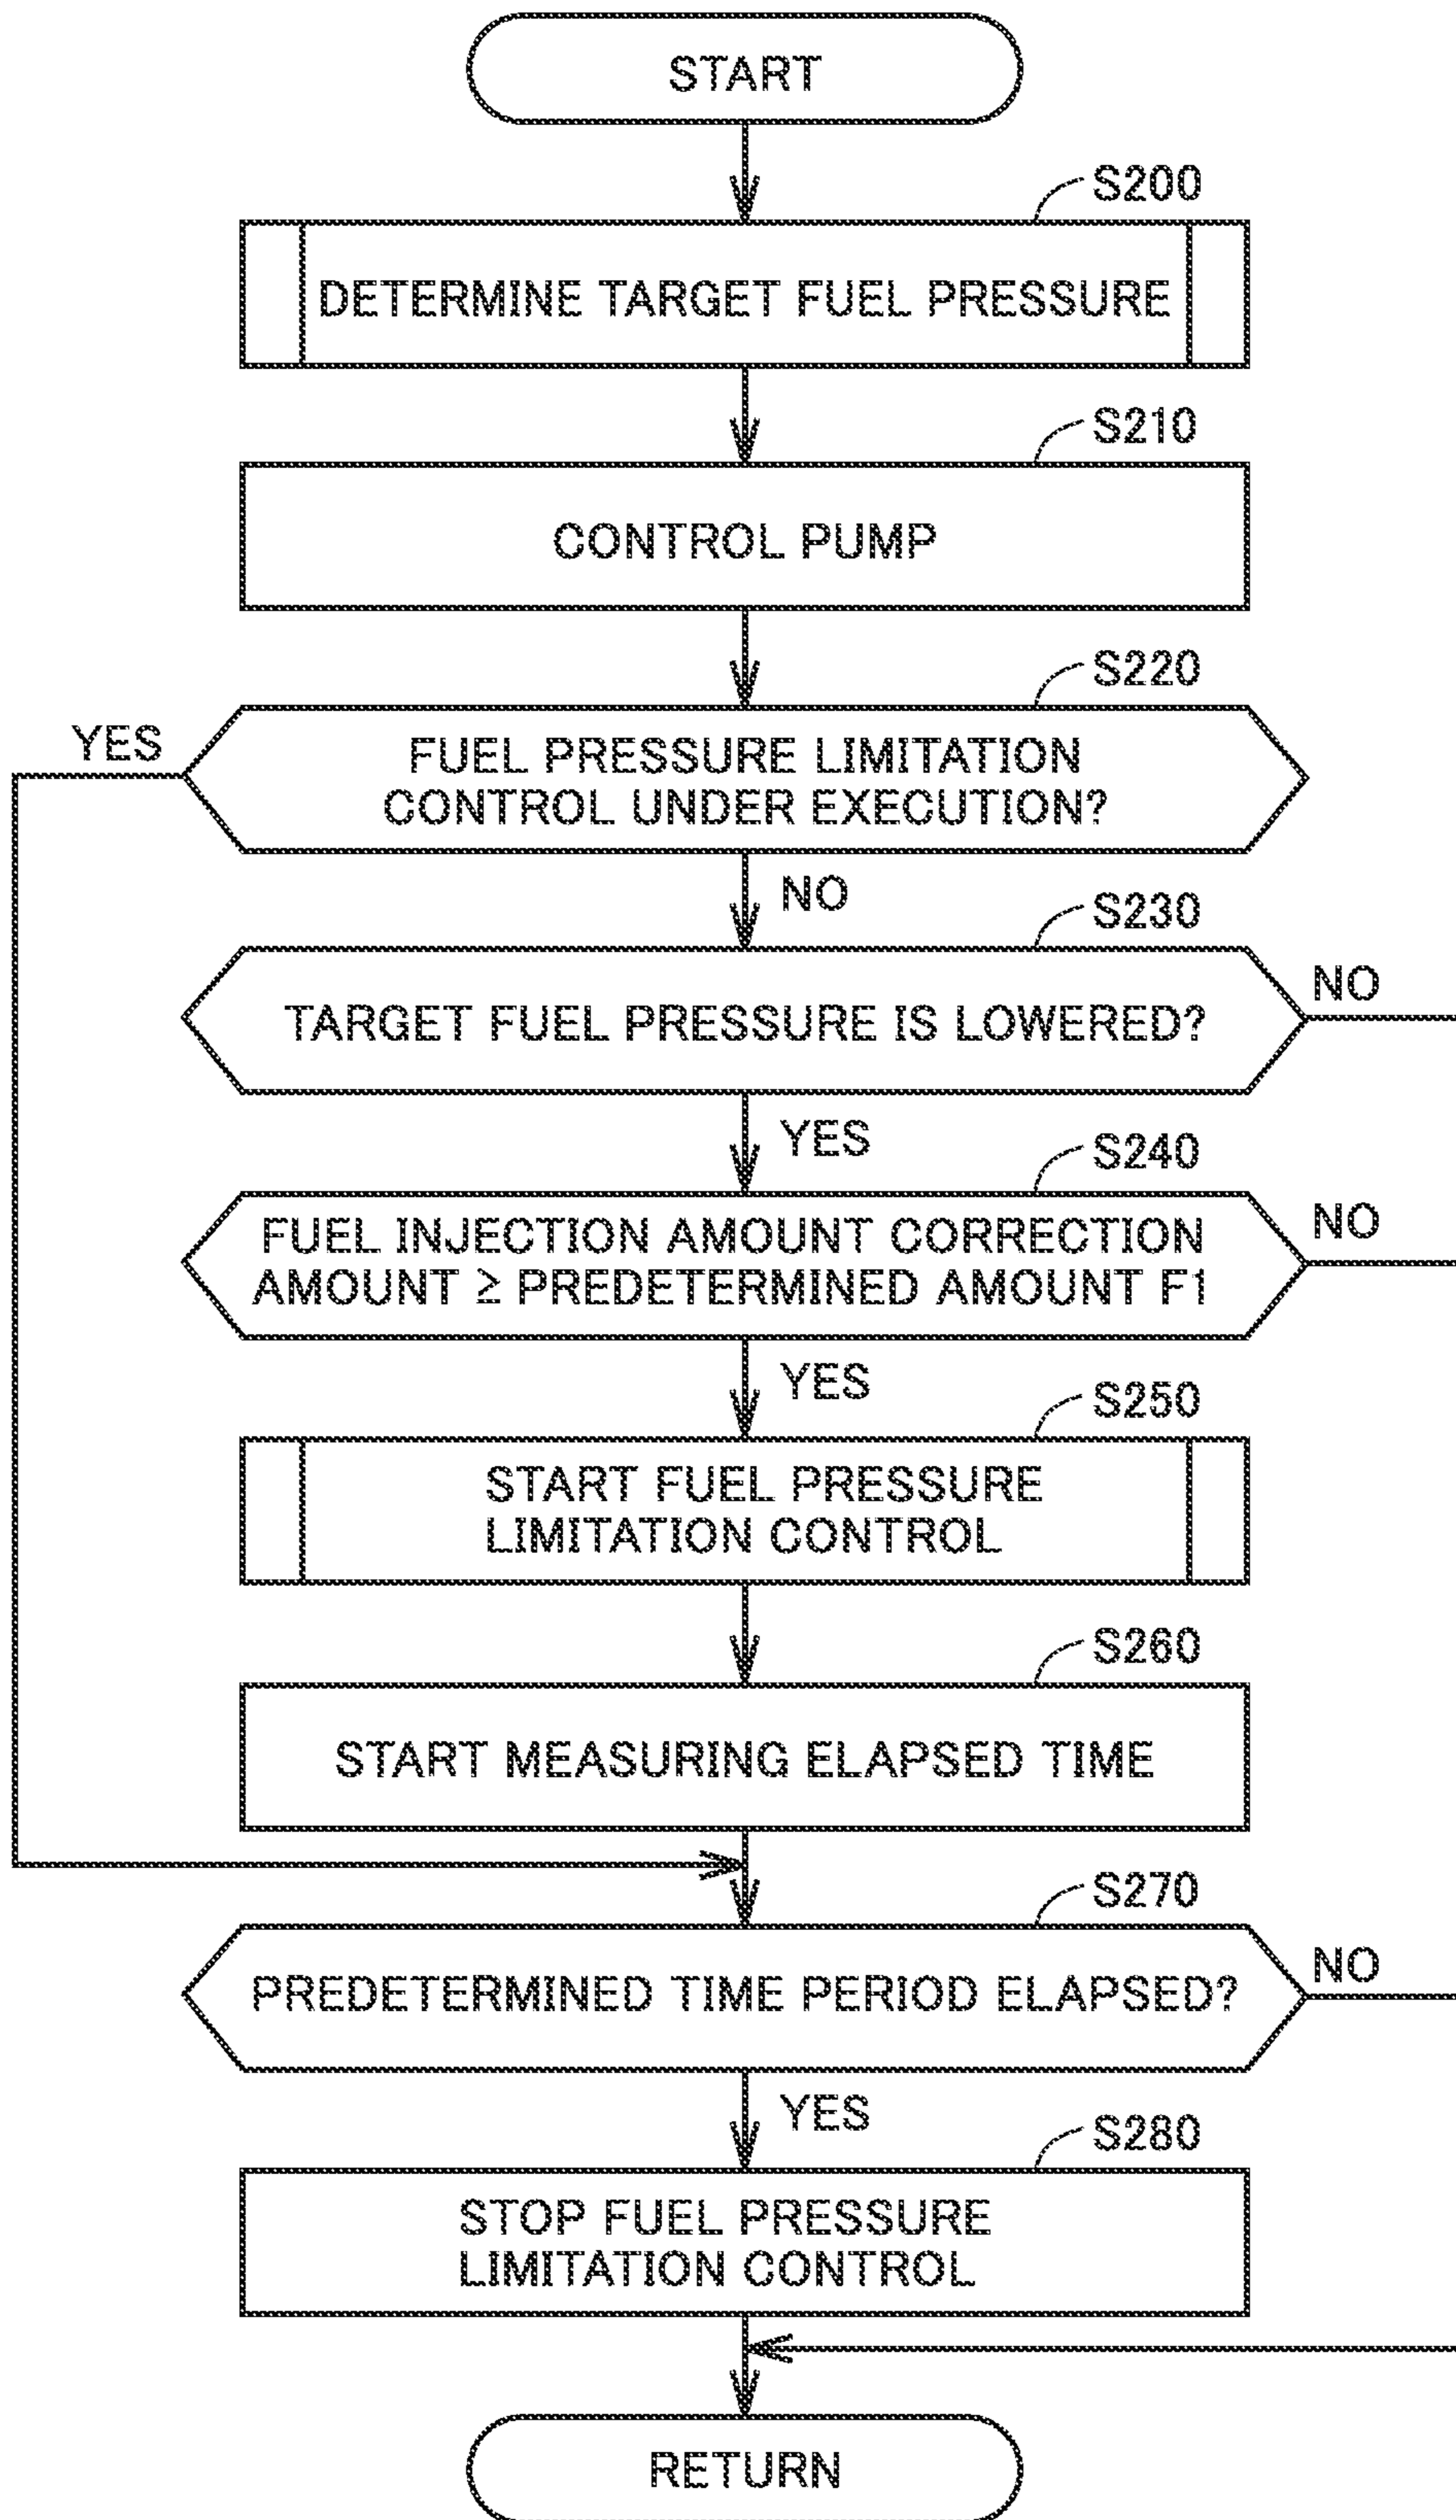 START
S200
DETERMINE TARGET FUEL PRESSURE
S210
CONTROL PUMP
S220
YES
FUEL PRESSURE LIMITATION
CONTROL UNDER EXECUTION?
NO
S230
NO
TARGET FUEL PRESSURE IS LOWERED?
YES
S240
NO
FUEL INJECTION AMOUNT CORRECTION
AMOUNT ≥ PREDETERMINED AMOUNT F1
YES
S250
START FUEL PRESSURE
LIMITATION CONTROL
S260
START MEASURING ELAPSED TIME
S270
NO
PREDETERMINED TIME PERIOD ELAPSED?
YES
S280
STOP FUEL PRESSURE
LIMITATION CONTROL
RETURN